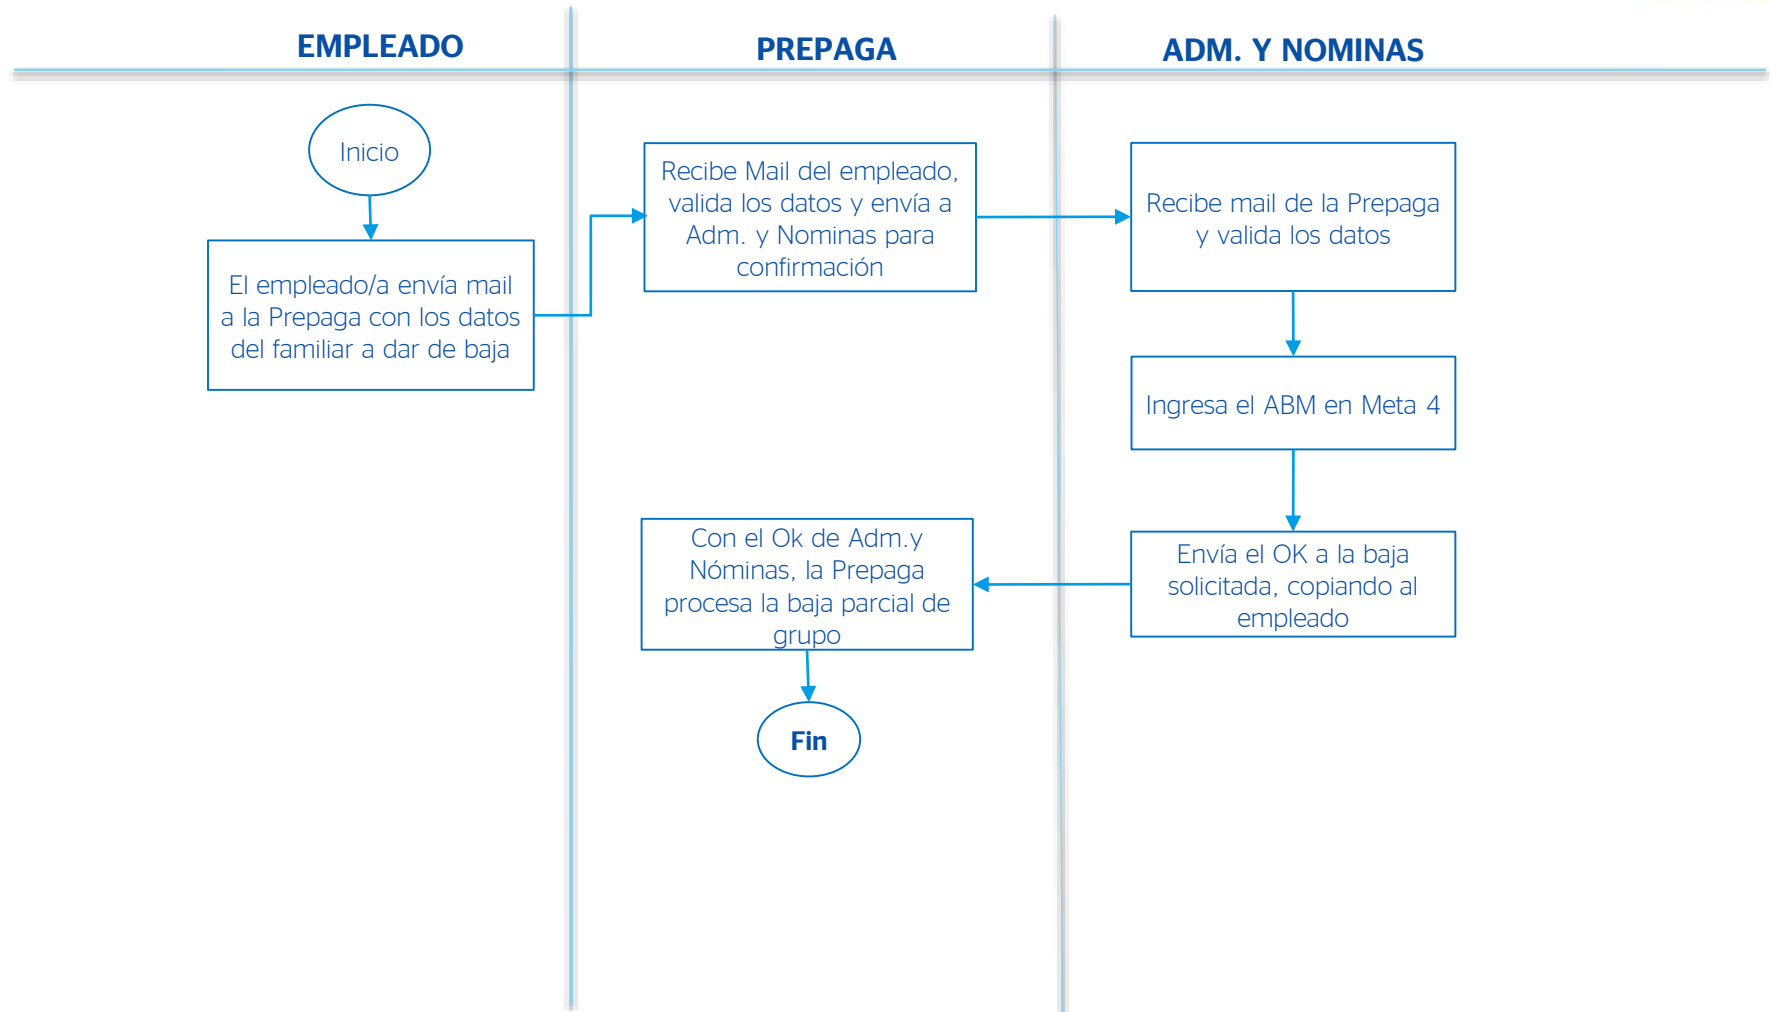 EMPLEADO
PREPAGA
ADM. Y NOMINAS
Inicio
El empleado/a envía mail
a la Prepaga con los datos
del familiar a dar de baja
Recibe Mail del empleado,
valida los datos y envía a
Adm. y Nominas para
confirmación
Recibe mail de la Prepaga
y valida los datos
Ingresa el ABM en Meta 4
Envía el OK a la baja
solicitada, copiando al
empleado
Con el Ok de Adm.y
Nóminas, la Prepaga
procesa la baja parcial de
grupo
Fin